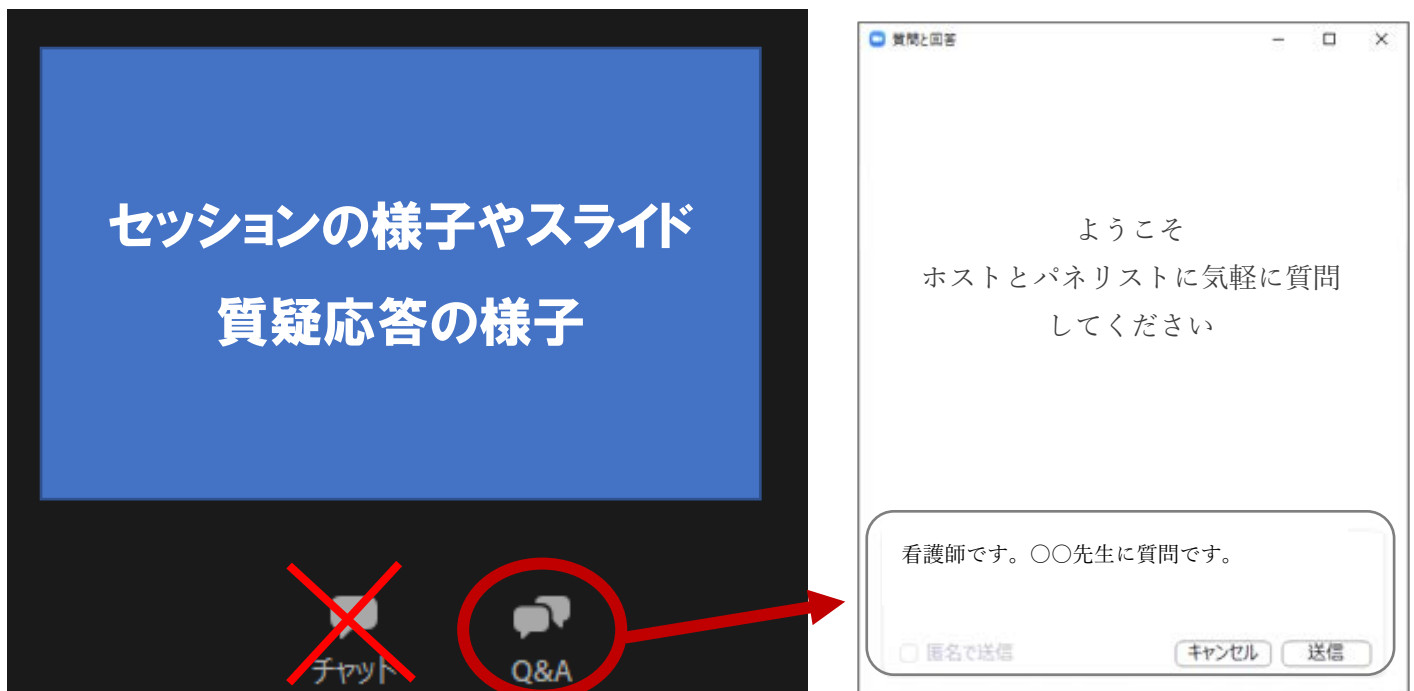 セッションの様子やスライド
質疑応答の様子
チャット
Q&A
質問と回答
ようこそ
ホストとパネリストに気軽に質問
してください
看護師です。〇〇先生に質問です。
匿名で送信
キャンセル
送信